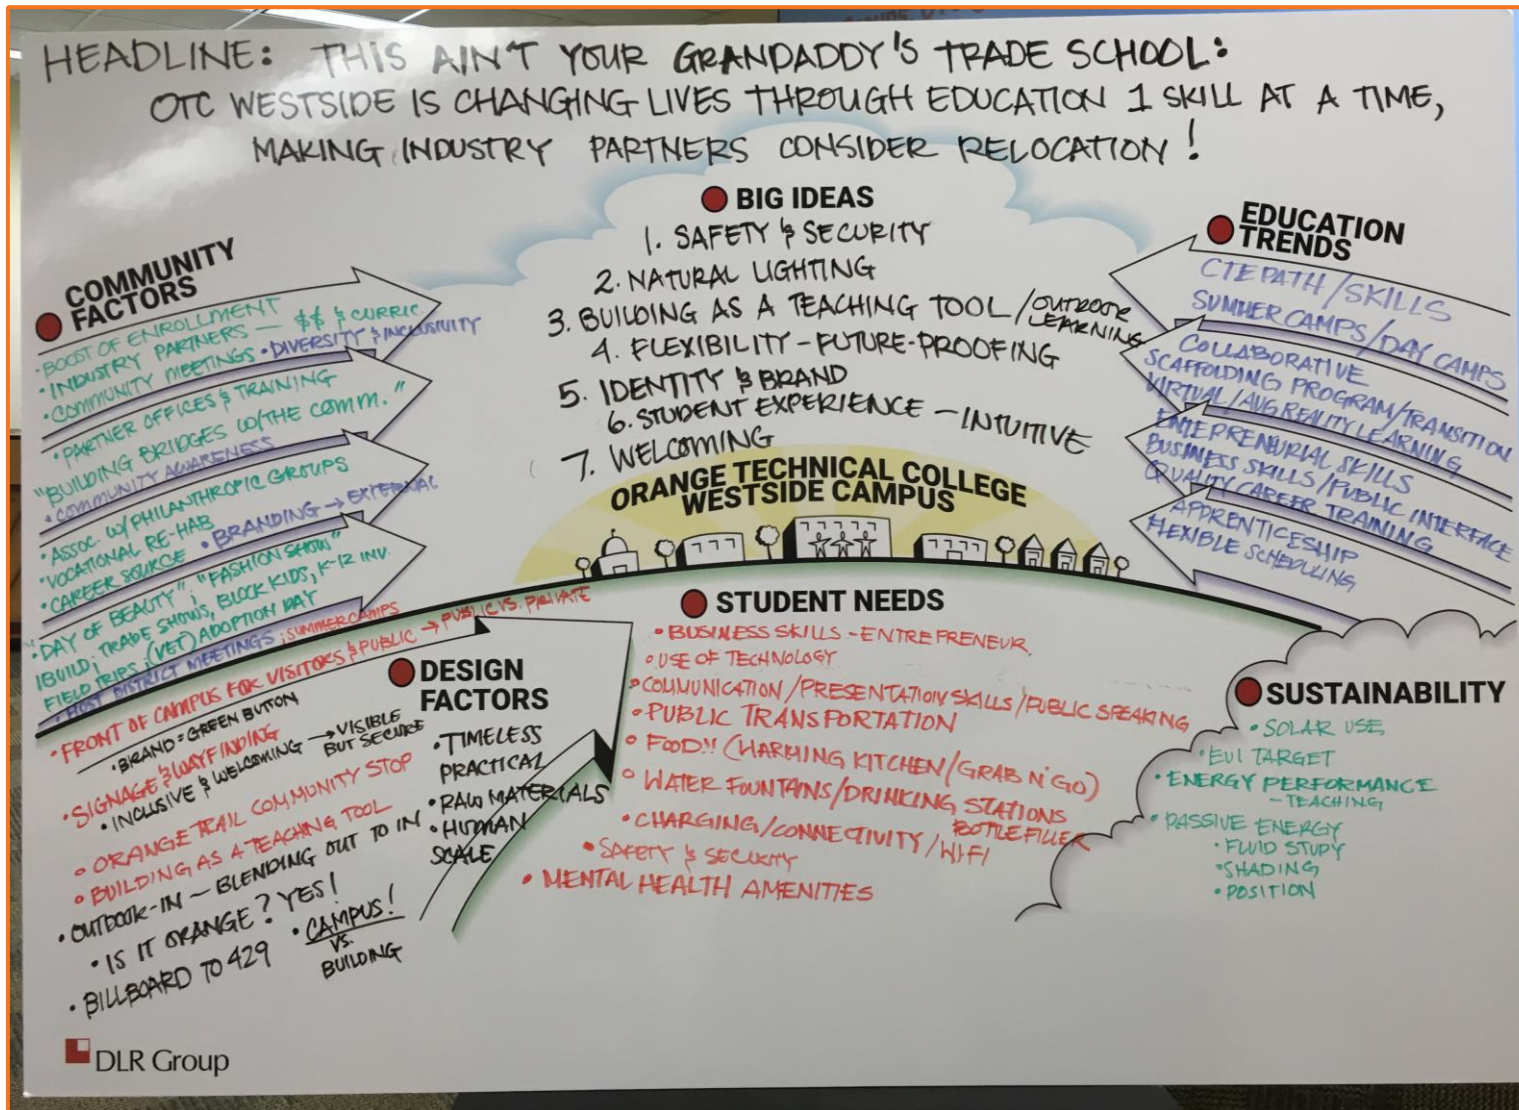 HEADLINE: THIS AIN'T YOUR GRANDADDY'S TRADE SCHOOL:
OTC WESTSIDE IS CHANGING LIVES THROUGH EDUCATION 1 SKILL AT A TIME,
MAKING INDUSTRY PARTNERS CONSIDER RELOCATION!
COMMUNITY
FACTORS
• BOOST OF ENROLLMENT
• INDUSTRY PARTNERS — $$ & CURRIC.
• COMMUNITY MEETINGS • DIVERSITY & INCLUSIVITY
• PARTNER OFFICES & TRAINING
"BUILDING BRIDGES W/THE COMM."
• COMMUNITY AWARENESS
• ASSOC. W/ PHILANTHROPIC GROUPS
• VOCATIONAL RE-HAB
• CAREER SOURCE • BRANDING → EXTERNAL
• "DAY OF BEAUTY"; "FASHION SHOW"
IBUILD; TRADE SHOWS, BLOCK KIDS, K-12 INV.
FIELD TRIPS; (VET) ADOPTION DAY
• HOST DISTRICT MEETINGS; SUMMER CAMPS
BIG IDEAS
1. SAFETY & SECURITY
2. NATURAL LIGHTING
3. BUILDING AS A TEACHING TOOL / OUTDOOR
LEARNING
4. FLEXIBILITY - FUTURE-PROOFING
5. IDENTITY & BRAND
6. STUDENT EXPERIENCE - INTUITIVE
7. WELCOMING
ORANGE TECHNICAL COLLEGE
WESTSIDE CAMPUS
EDUCATION
TRENDS
CTE PATH/SKILLS
SUMMER CAMPS/DAY CAMPS
COLLABORATIVE
SCAFFOLDING PROGRAM/TRANSITION
VIRTUAL/AUG REALITY LEARNING
ENTEPRENEURIAL SKILLS
BUSINESS SKILLS/PUBLIC INTERFACE
QUALITY CAREER TRAINING
APPRENTICESHIP
FLEXIBLE SCHEDULING
DESIGN
FACTORS
• FRONT OF CAMPUS FOR VISITORS & PUBLIC → PUBLIC VS. PRIVATE
• BRAND = GREEN BUTTON
• SIGNAGE & WAYFINDING
• INCLUSIVE & WELCOMING → VISIBLE
BUT SECURE
• ORANGE TRAIL COMMUNITY STOP
• BUILDING AS A TEACHING TOOL
• OUTDOOR-IN - BLENDING OUT TO IN
• IS IT ORANGE? YES!
• BILLBOARD TO 429
• CAMPUS!
VS.
BUILDING
• TIMELESS
PRACTICAL
• RAW MATERIALS
• HUMAN
SCALE
STUDENT NEEDS
• BUSINESS SKILLS - ENTREPRENEUR.
• USE OF TECHNOLOGY
• COMMUNICATION/PRESENTATION SKILLS/PUBLIC SPEAKING
• PUBLIC TRANSPORTATION
• FOOD!! (WARMING KITCHEN/GRAB N' GO)
• WATER FOUNTAINS/DRINKING STATIONS
BOTTLE FILLER
• CHARGING/CONNECTIVITY/WIFI
• SAFETY & SECURITY
• MENTAL HEALTH AMENITIES
SUSTAINABILITY
• SOLAR USE
• EUI TARGET
• ENERGY PERFORMANCE
- TEACHING
• PASSIVE ENERGY
• FLUID STUDY
• SHADING
• POSITION
DLR Group